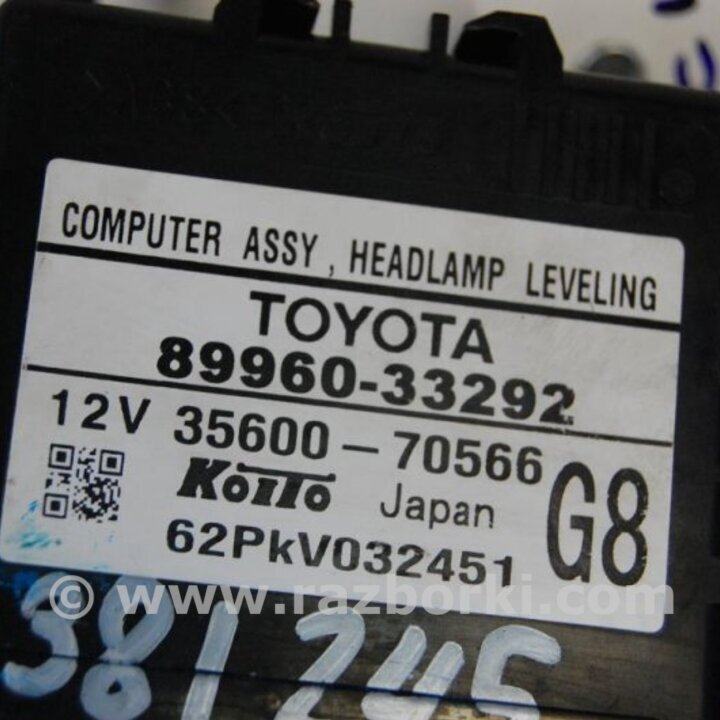 COMPUTER ASSY, HEADLAMP LEVELING
TOYOTA
89960-33292
12V 35600-70566
KOITO Japan G8
62PkV032451
© www.razborki.com
381245